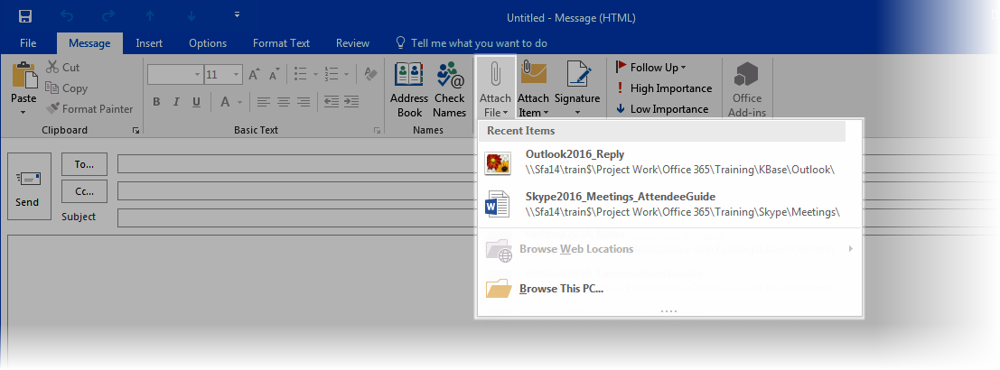 Untitled - Message (HTML)
File Message Insert Options Format Text Review Tell me what you want to do
Paste
Cut
Copy
Format Painter
Clipboard
11
B I U
Basic Text
Address Book
Check Names
Names
Attach File
Attach Item
Signature
Follow Up
High Importance
Low Importance
Office Add-ins
Recent Items
Outlook2016_Reply
\\Sfa14\train$\Project Work\Office 365\Training\KBase\Outlook\
Skype2016_Meetings_AttendeeGuide
\\Sfa14\train$\Project Work\Office 365\Training\Skype\Meetings\
Browse Web Locations
Browse This PC...
Send
To...
Cc...
Subject